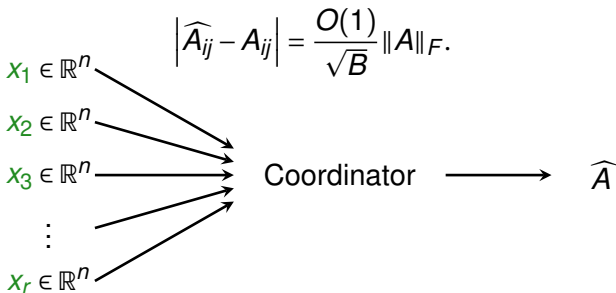 |Â_ij − A_ij| = O(1)/√B ‖A‖_F.
x_1 ∈ ℝ^n
x_2 ∈ ℝ^n
x_3 ∈ ℝ^n
Coordinator
Â
⋮
x_r ∈ ℝ^n